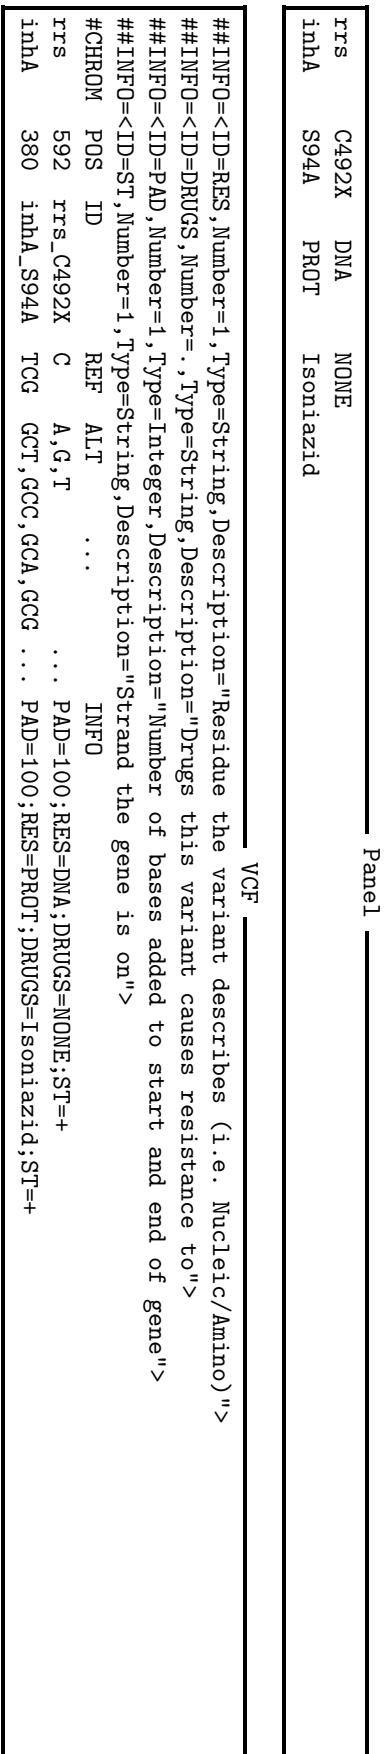 Panel
rrs C492X DNA NONE
inhA S94A PROT Isoniazid
VCF
##INFO=<ID=RES,Number=1,Type=String,Description="Residue the variant describes (i.e. Nucleic/Amino)">
##INFO=<ID=DRUGS,Number=.,Type=String,Description="Drugs this variant causes resistance to">
##INFO=<ID=PAD,Number=1,Type=Integer,Description="Number of bases added to start and end of gene">
##INFO=<ID=ST,Number=1,Type=String,Description="Strand the gene is on">
#CHROM POS ID REF ALT ... INFO
rrs 592 rrs_C492X C A,G,T ... PAD=100;RES=DNA;DRUGS=NONE;ST=+
inhA 380 inhA_S94A TCG GCT,GCC,GCA,GCG ... PAD=100;RES=PROT;DRUGS=Isoniazid;ST=+